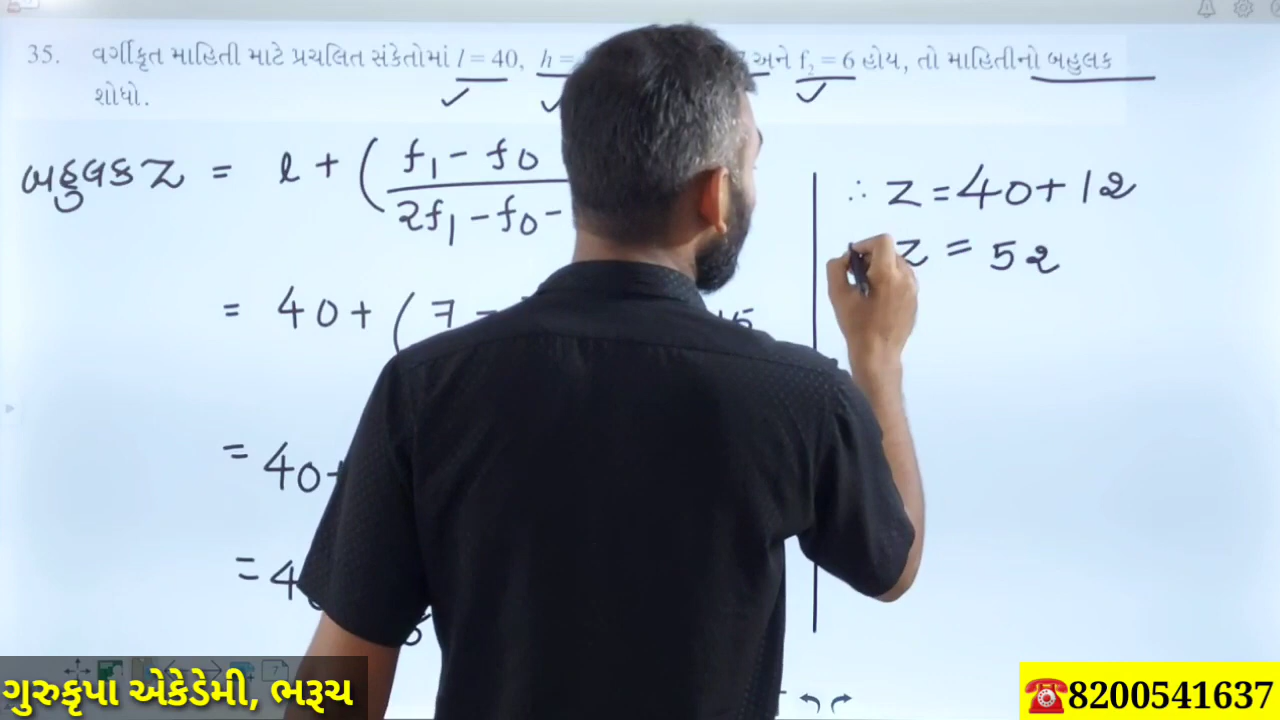 35. વર્ગીકૃત માહિતી માટે પ્રચલિત સંકેતોમાં l = 40, h = અને f₂ = 6 હોય, તો માહિતીનો બહુલક
શોધો.
બહુલક Z = l + ( f₁ - f₀
2f₁ - f₀ -
= 40 + ( 7 -
= 40 +
= 4
∴ Z = 40 + 12
Z = 52
ગુરુકૃપા એકેડેમી, ભરૂચ
☎8200541637